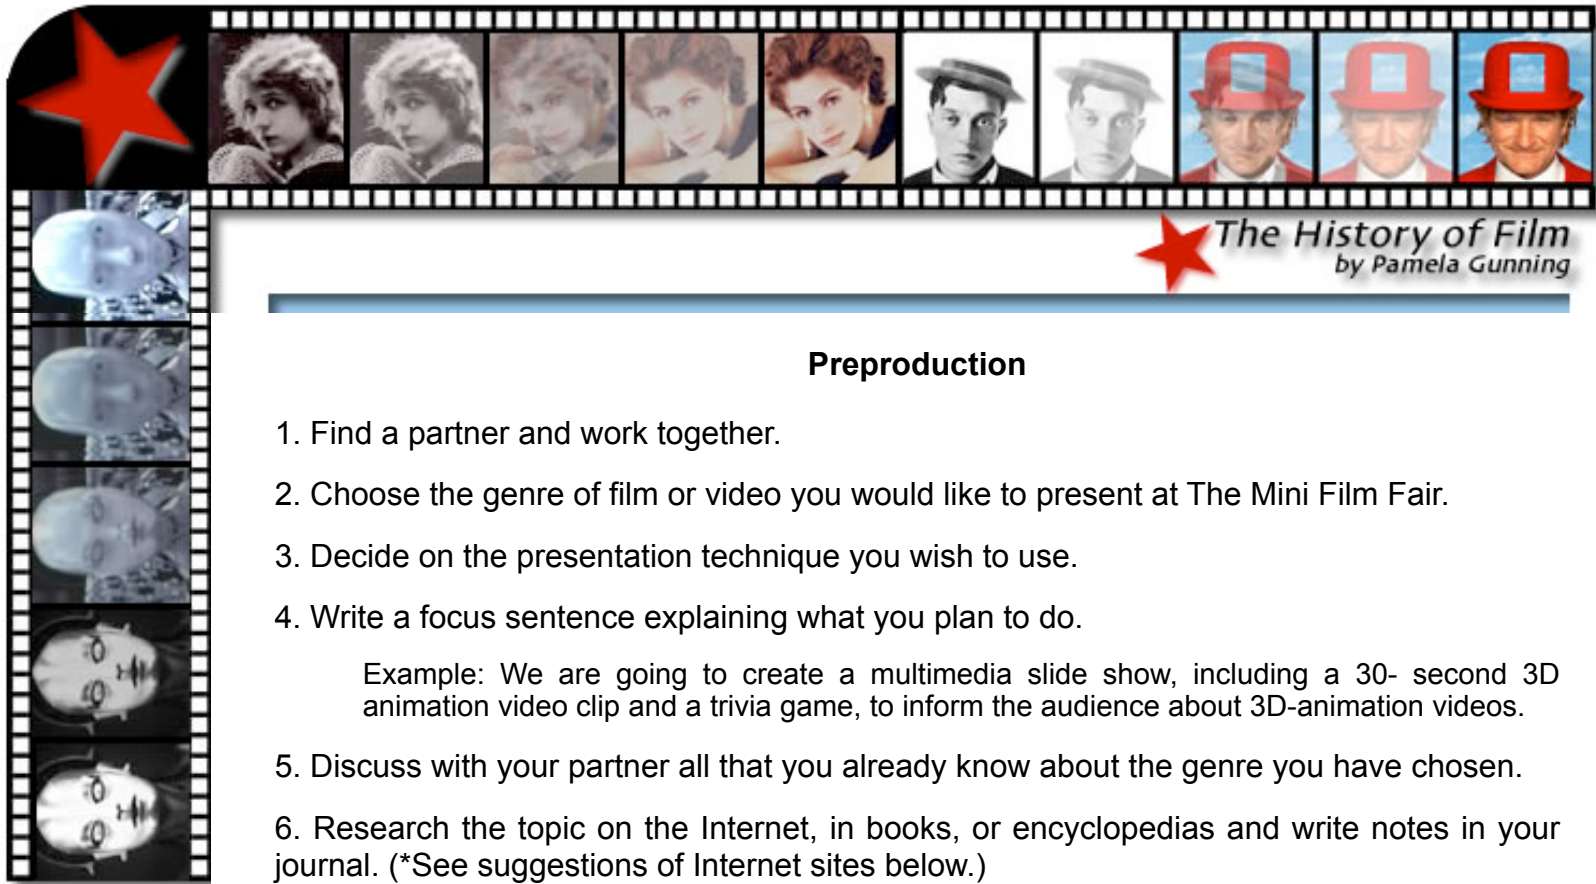 The History of Film
by Pamela Gunning
Preproduction
1. Find a partner and work together.
2. Choose the genre of film or video you would like to present at The Mini Film Fair.
3. Decide on the presentation technique you wish to use.
4. Write a focus sentence explaining what you plan to do.
Example: We are going to create a multimedia slide show, including a 30- second 3D
animation video clip and a trivia game, to inform the audience about 3D-animation videos.
5. Discuss with your partner all that you already know about the genre you have chosen.
6. Research the topic on the Internet, in books, or encyclopedias and write notes in your
journal. (*See suggestions of Internet sites below.)